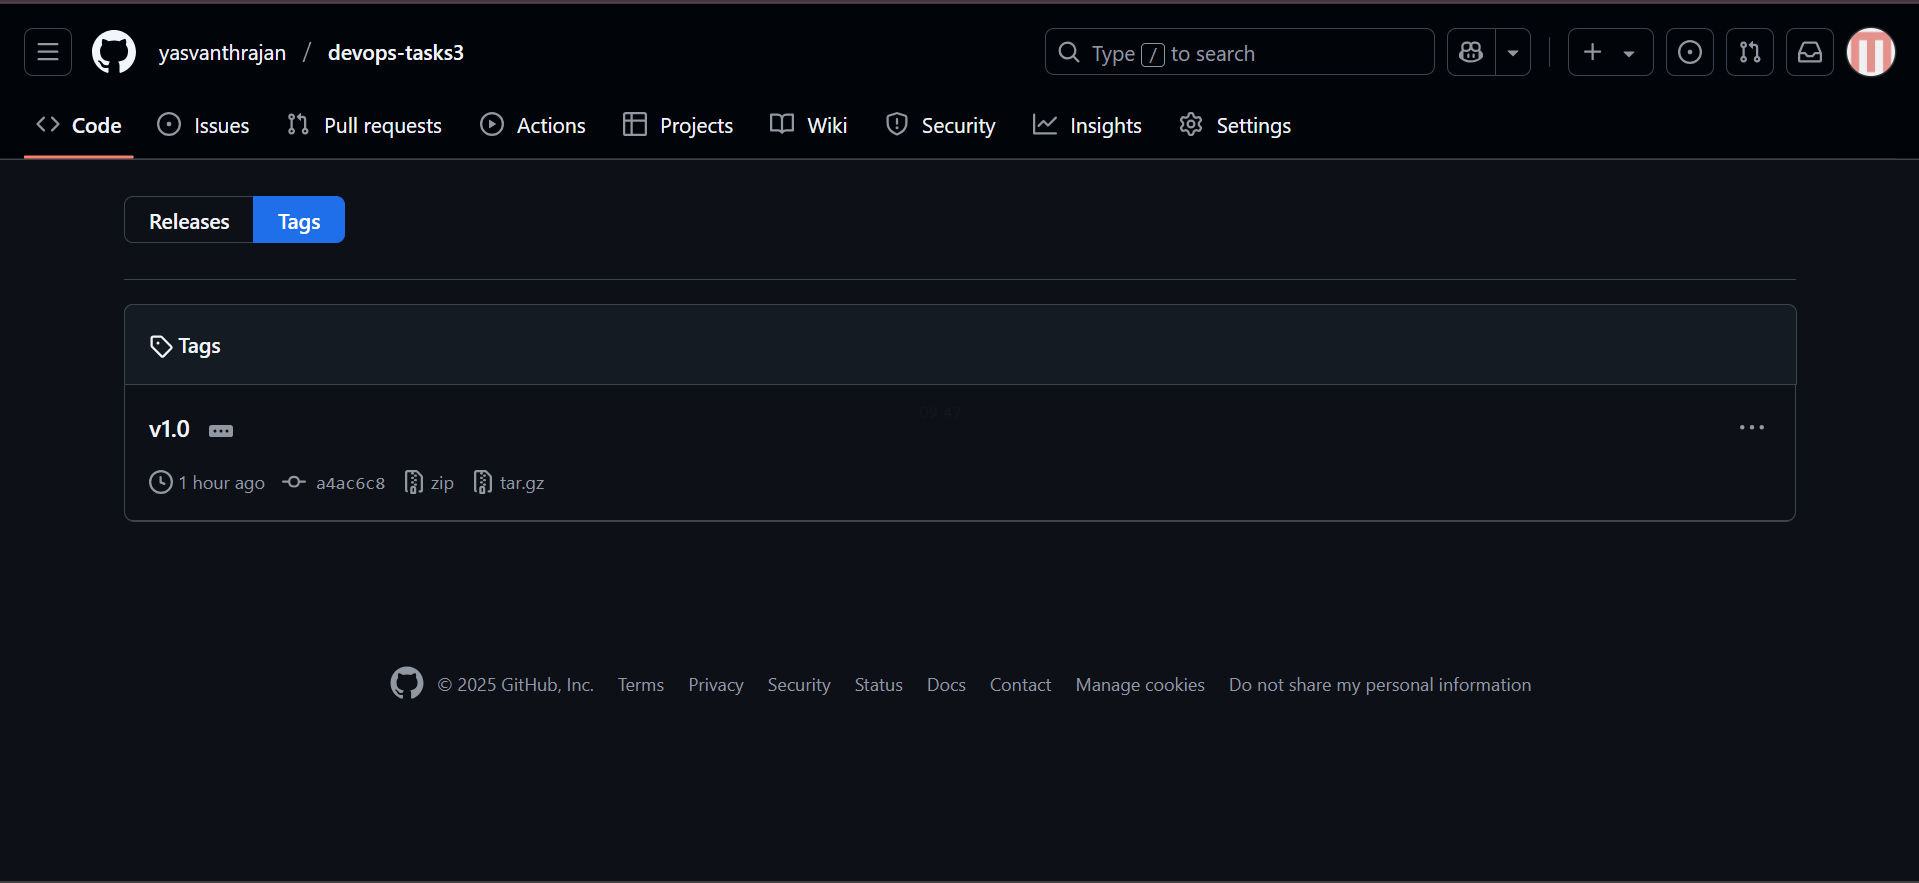 yasvanthrajan / devops-tasks3 Type / to search
Code Issues Pull requests Actions Projects Wiki Security Insights Settings
Releases Tags
Tags
v1.0
1 hour ago a4ac6c8 zip tar.gz
© 2025 GitHub, Inc. Terms Privacy Security Status Docs Contact Manage cookies Do not share my personal information